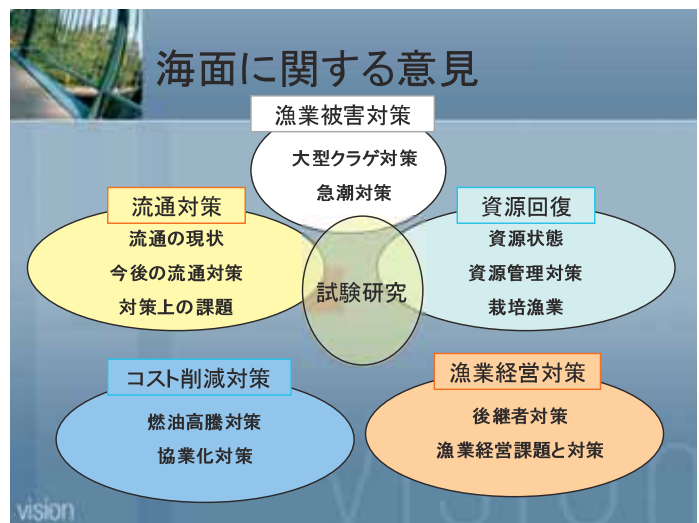 海面に関する意見
漁業被害対策
大型クラゲ対策
急潮対策
流通対策
流通の現状
今後の流通対策
対策上の課題
資源回復
資源状態
資源管理対策
栽培漁業
試験研究
コスト削減対策
燃油高騰対策
協業化対策
漁業経営対策
後継者対策
漁業経営課題と対策
vision
vision